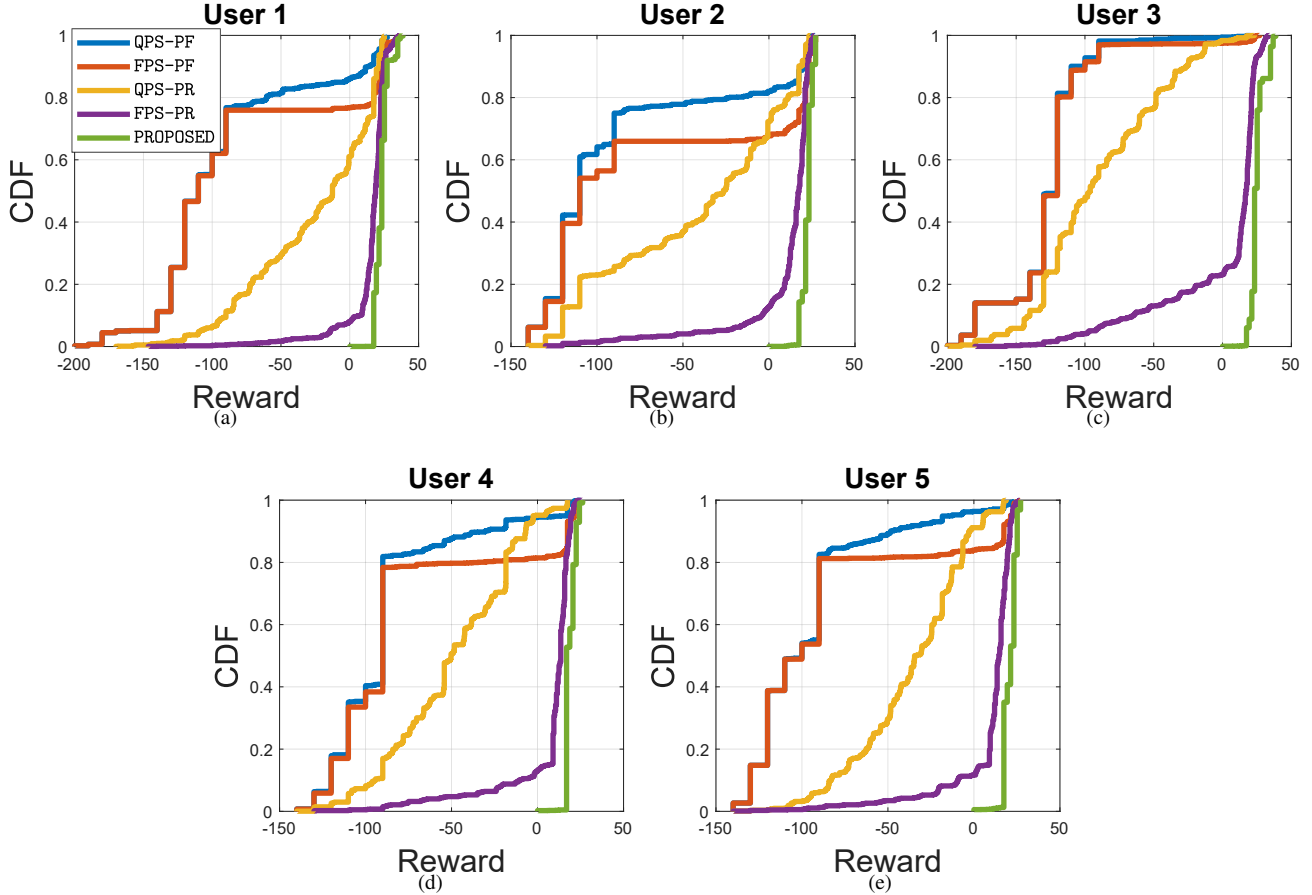 User 1
QPS-PF
FPS-PF
QPS-PR
FPS-PR
PROPOSED
CDF
1
0.8
0.6
0.4
0.2
0
-200 -150 -100 -50 0 50
Reward
(a)
User 2
CDF
1
0.8
0.6
0.4
0.2
0
-150 -100 -50 0 50
Reward
(b)
User 3
CDF
1
0.8
0.6
0.4
0.2
0
-200 -150 -100 -50 0 50
Reward
(c)
User 4
CDF
1
0.8
0.6
0.4
0.2
0
-150 -100 -50 0 50
Reward
(d)
User 5
CDF
1
0.8
0.6
0.4
0.2
0
-150 -100 -50 0 50
Reward
(e)